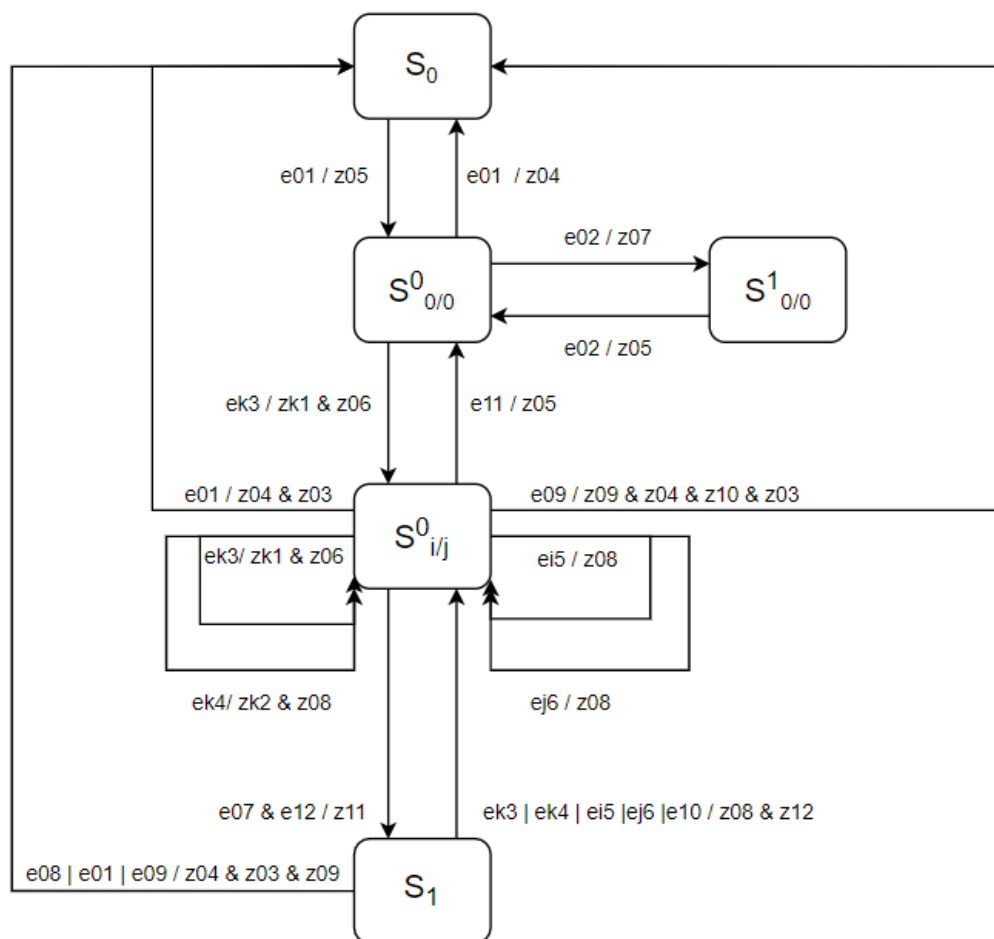 S₀
e01 / z05
e01 / z04
e02 / z07
S⁰₀/₀
S¹₀/₀
e02 / z05
ek3 / zk1 & z06
e11 / z05
e01 / z04 & z03
e09 / z09 & z04 & z10 & z03
S⁰ᵢ/ⱼ
ek3/ zk1 & z06
ei5 / z08
ek4/ zk2 & z08
ej6 / z08
e07 & e12 / z11
ek3 | ek4 | ei5 |ej6 |e10 / z08 & z12
e08 | e01 | e09 / z04 & z03 & z09
S₁